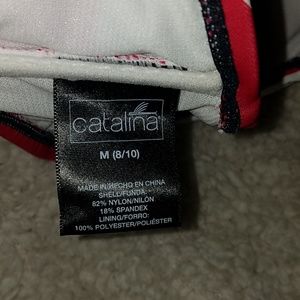 catalina
M (8/10)
MADE IN/HECHO EN CHINA
SHELL/FUNDA:
82% NYLON/NILÓN
18% SPANDEX
LINING/FORRO:
100% POLYESTER/POLIÉSTER